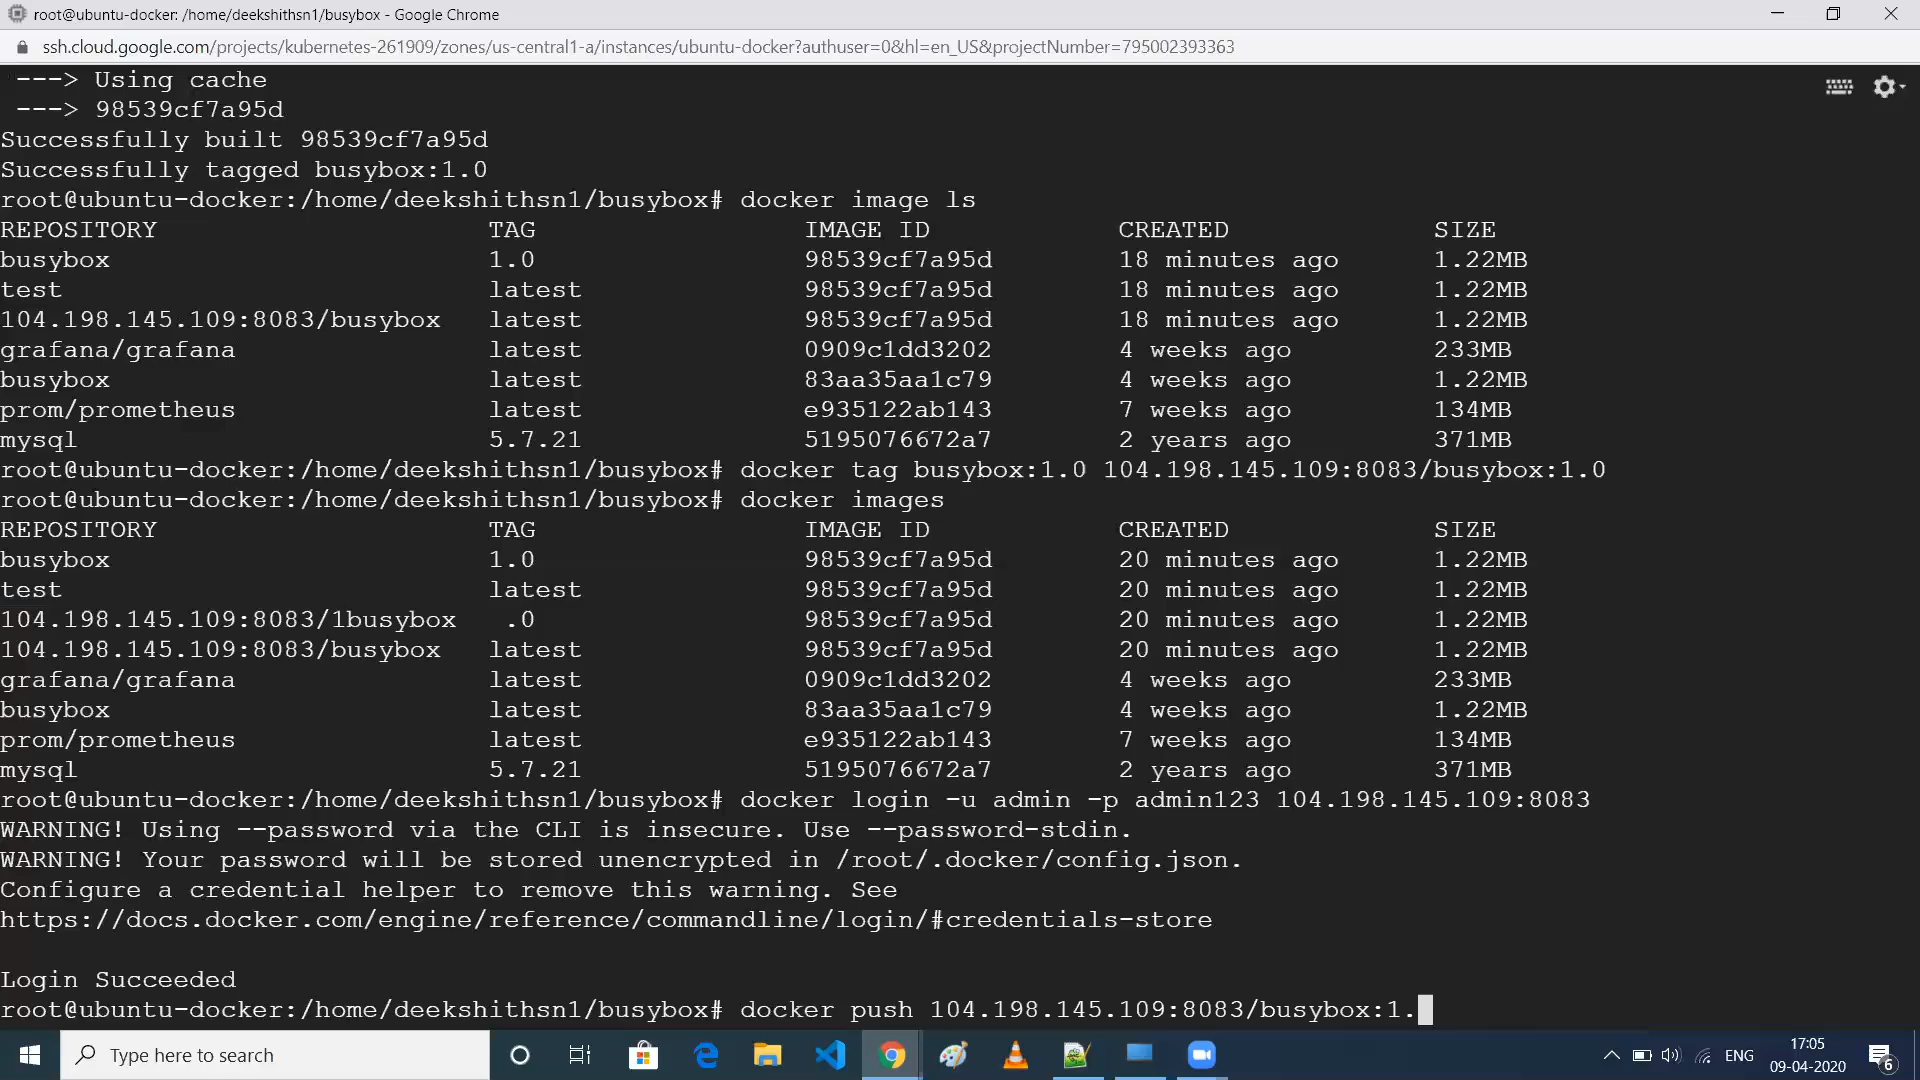 root@ubuntu-docker: /home/deekshithsn1/busybox - Google Chrome
ssh.cloud.google.com/projects/kubernetes-261909/zones/us-central1-a/instances/ubuntu-docker?authuser=0&hl=en_US&projectNumber=795002393363
---> Using cache
---> 98539cf7a95d
Successfully built 98539cf7a95d
Successfully tagged busybox:1.0
root@ubuntu-docker:/home/deekshithsn1/busybox# docker image ls
REPOSITORY TAG IMAGE ID CREATED SIZE
busybox 1.0 98539cf7a95d 18 minutes ago 1.22MB
test latest 98539cf7a95d 18 minutes ago 1.22MB
104.198.145.109:8083/busybox latest 98539cf7a95d 18 minutes ago 1.22MB
grafana/grafana latest 0909c1dd3202 4 weeks ago 233MB
busybox latest 83aa35aa1c79 4 weeks ago 1.22MB
prom/prometheus latest e935122ab143 7 weeks ago 134MB
mysql 5.7.21 5195076672a7 2 years ago 371MB
root@ubuntu-docker:/home/deekshithsn1/busybox# docker tag busybox:1.0 104.198.145.109:8083/busybox:1.0
root@ubuntu-docker:/home/deekshithsn1/busybox# docker images
REPOSITORY TAG IMAGE ID CREATED SIZE
busybox 1.0 98539cf7a95d 20 minutes ago 1.22MB
test latest 98539cf7a95d 20 minutes ago 1.22MB
104.198.145.109:8083/1busybox .0 98539cf7a95d 20 minutes ago 1.22MB
104.198.145.109:8083/busybox latest 98539cf7a95d 20 minutes ago 1.22MB
grafana/grafana latest 0909c1dd3202 4 weeks ago 233MB
busybox latest 83aa35aa1c79 4 weeks ago 1.22MB
prom/prometheus latest e935122ab143 7 weeks ago 134MB
mysql 5.7.21 5195076672a7 2 years ago 371MB
root@ubuntu-docker:/home/deekshithsn1/busybox# docker login -u admin -p admin123 104.198.145.109:8083
WARNING! Using --password via the CLI is insecure. Use --password-stdin.
WARNING! Your password will be stored unencrypted in /root/.docker/config.json.
Configure a credential helper to remove this warning. See
https://docs.docker.com/engine/reference/commandline/login/#credentials-store
Login Succeeded
root@ubuntu-docker:/home/deekshithsn1/busybox# docker push 104.198.145.109:8083/busybox:1.
Type here to search
ENG
17:05
09-04-2020
6